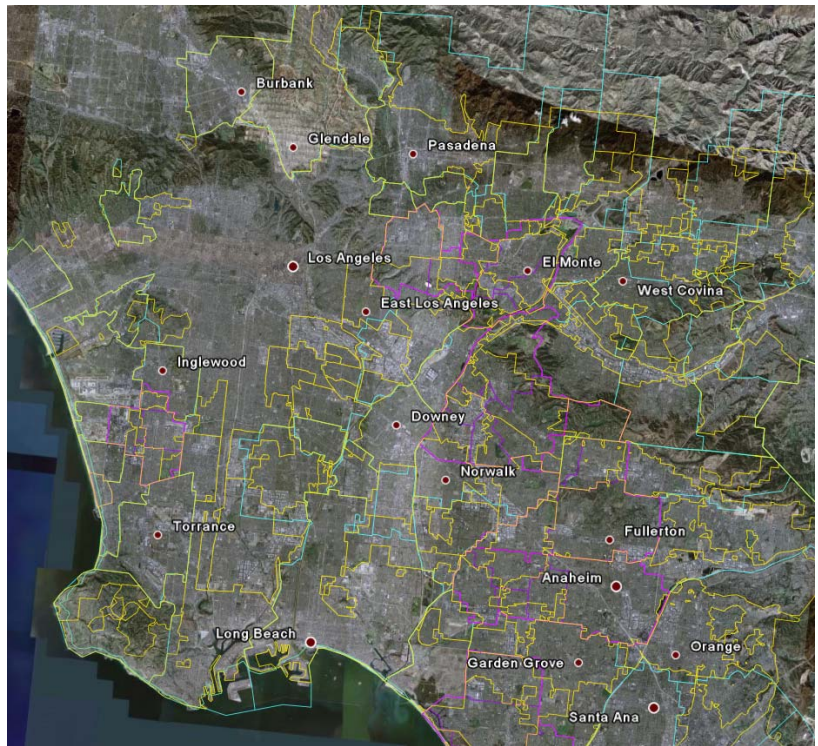 Burbank
Glendale
Pasadena
Los Angeles
El Monte
West Covina
East Los Angeles
Inglewood
Downey
Norwalk
Torrance
Fullerton
Anaheim
Long Beach
Orange
Garden Grove
Santa Ana